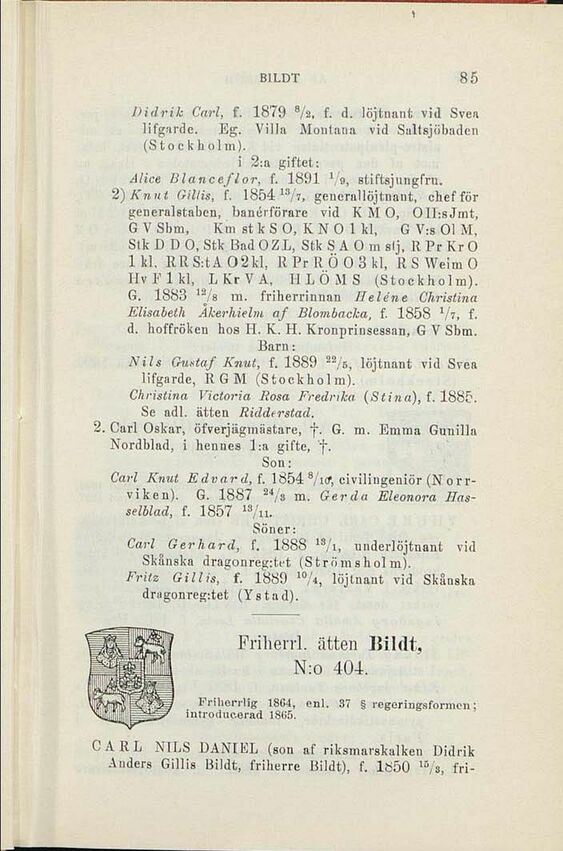 BILDT 85
Didrik Carl, f. 1879 8/2, f. d. löjtnant vid Svea
lifgarde. Eg. Villa Montana vid Saltsjöbaden
(Stockholm).
i 2:a giftet:
Alice Blanceflor, f. 1891 1/9, stiftsjungfru.
2) Knut Gillis, f. 1854 13/7, generallöjtnant, chef för
generalstaben, banérförare vid K M O, OII:sJmt,
G V Sbm, Km st k S O, K N O 1 kl, G V:s Ol M,
Stk D D O, Stk Bad O Z L, Stk S A O m s(j, R Pr Kr O
1 kl, R R S:t A O 2 kl, R Pr R Ö O 3 kl, R S Weim O
Hv F 1 kl, L Kr V A, H L Ö M S (Stockholm).
G. 1883 12/8 m. friherrinnan Heléne Christina
Elisabeth Åkerhielm af Blombacka, f. 1858 1/7, f.
d. hoffröken hos H. K. H. Kronprinsessan, G V Sbm.
Barn:
Nils Gustaf Knut, f. 1889 22/5, löjtnant vid Svea
lifgarde, R G M (Stockholm).
Christina Victoria Rosa Fredrika (Stina), f. 1885.
Se adl. ätten Ridderstad.
2. Carl Oskar, öfverjägmästare, †. G. m. Emma Gunilla
Nordblad, i hennes 1:a gifte, †.
Son:
Carl Knut Edvard, f. 1854 8/10, civilingeniör (Norr-
viken). G. 1887 24/3 m. Gerda Eleonora Has-
selblad, f. 1857 13/11.
Söner:
Carl Gerhard, f. 1888 13/1, underlöjtnant vid
Skånska dragonreg:tet (Strömsholm).
Fritz Gillis, f. 1889 10/4, löjtnant vid Skånska
dragonreg:tet (Ystad).
Friherrl. ätten Bildt,
N:o 404.
Friherrlig 1864, enl. 37 § regeringsformen;
introducerad 1865.
CARL NILS DANIEL (son af riksmarskalken Didrik
Anders Gillis Bildt, friherre Bildt), f. 1850 15/3, fri-